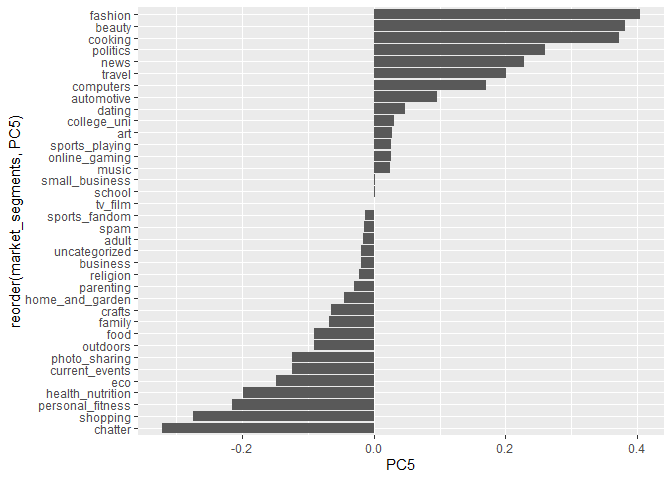 fashion
beauty
cooking
politics
news
travel
computers
automotive
dating
college_uni
art
sports_playing
online_gaming
music
small_business
school
tv_film
sports_fandom
spam
adult
uncategorized
business
religion
parenting
home_and_garden
crafts
family
food
outdoors
photo_sharing
current_events
eco
health_nutrition
personal_fitness
shopping
chatter
reorder(market_segments, PC5)
-0.2 0.0 0.2 0.4
PC5